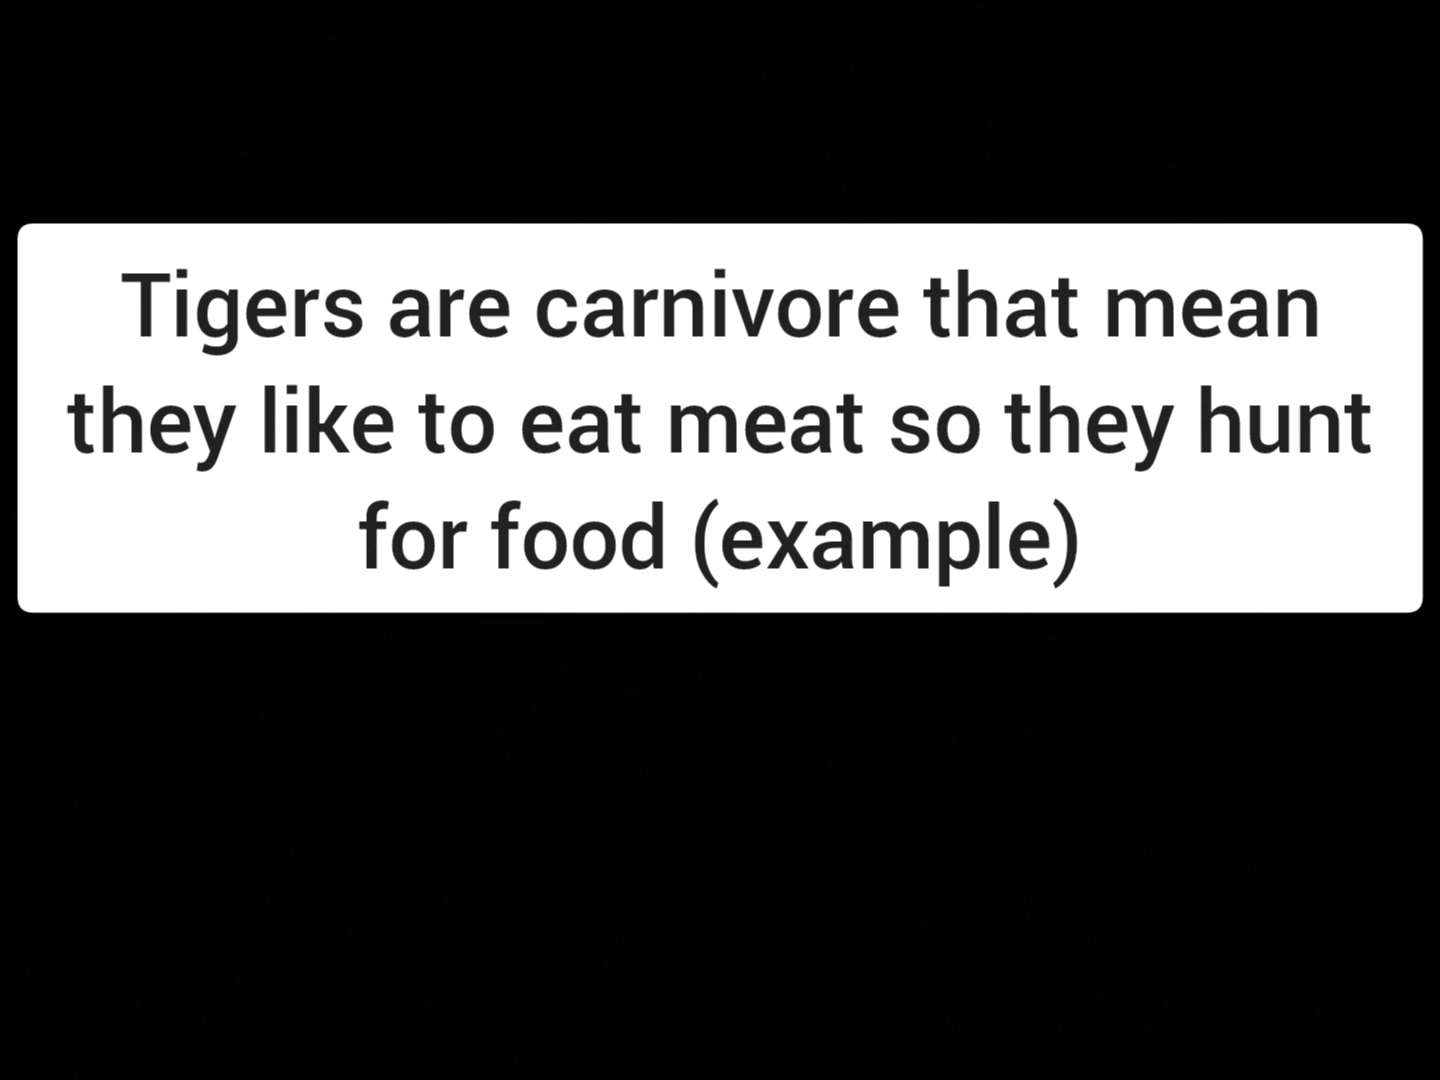 Tigers are carnivore that mean
they like to eat meat so they hunt
for food (example)